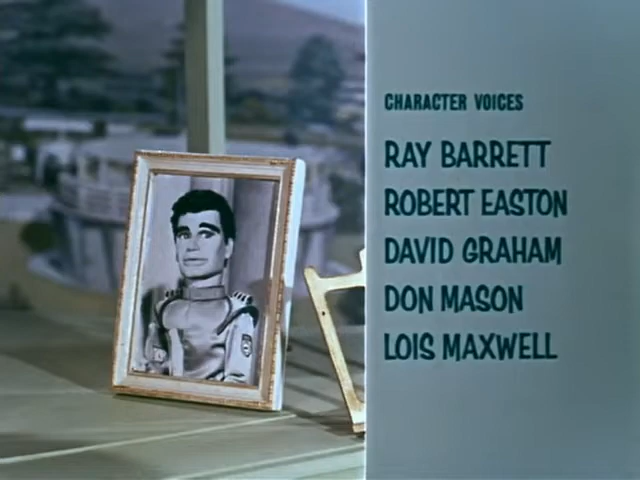 CHARACTER VOICES
RAY BARRETT
ROBERT EASTON
DAVID GRAHAM
DON MASON
LOIS MAXWELL